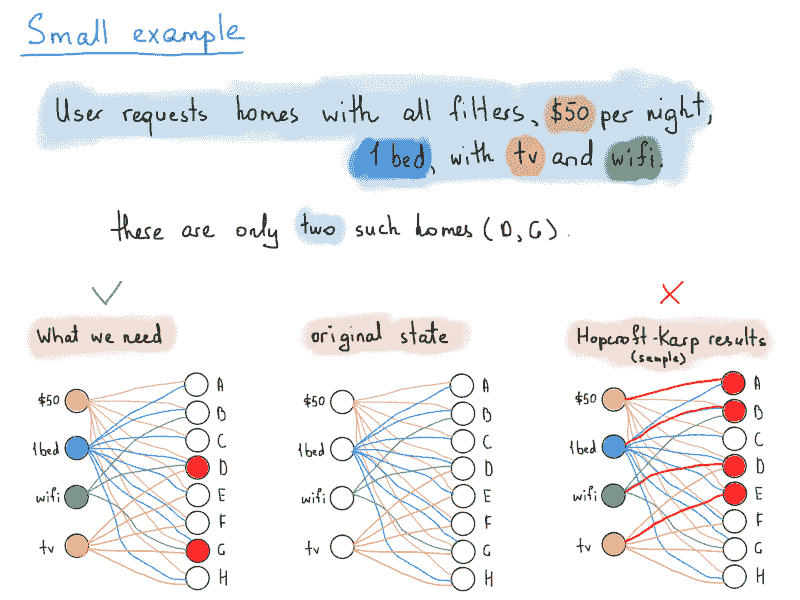 Small example
User requests homes with all filters, $50 per night,
1 bed, with tv and wifi.
there are only two such homes (D, G).
What we need
original state
Hopcroft-Karp results
(sample)
$50
1bed
wifi
tv
A
B
C
D
E
F
G
H
$50
1bed
wifi
tv
A
B
C
D
E
F
G
H
$50
1bed
wifi
tv
A
B
C
D
E
F
G
H